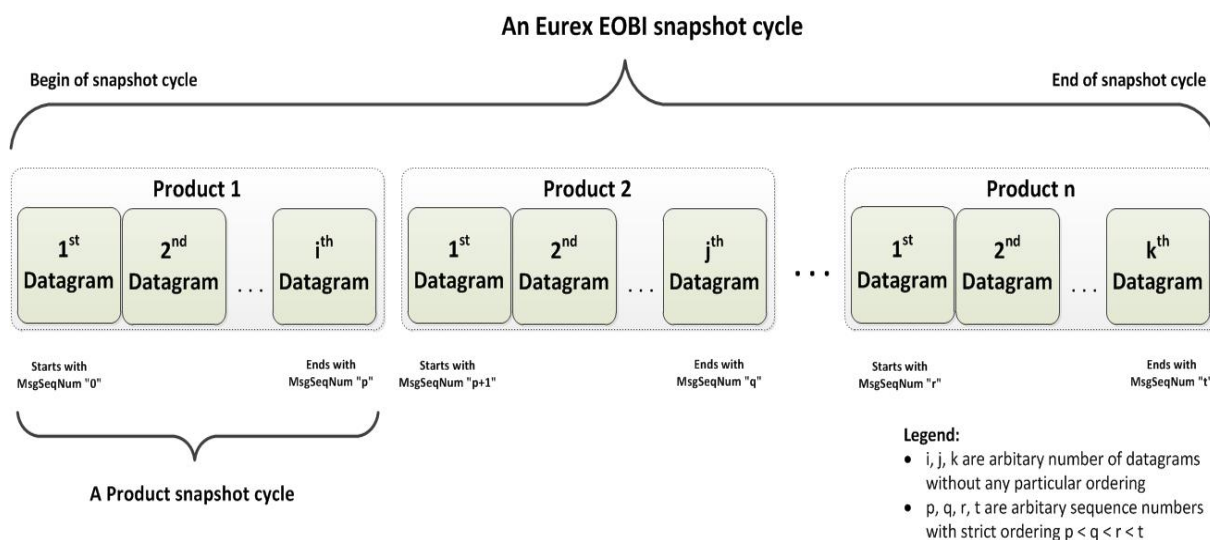 An Eurex EOBI snapshot cycle
Begin of snapshot cycle
End of snapshot cycle
Product 1
1st
Datagram
2nd
Datagram
. . .
ith
Datagram
Product 2
1st
Datagram
2nd
Datagram
. . .
jth
Datagram
. . .
Product n
1st
Datagram
2nd
Datagram
. . .
kth
Datagram
Starts with
MsgSeqNum "0"
Ends with
MsgSeqNum "p"
Starts with
MsgSeqNum "p+1"
Ends with
MsgSeqNum "q"
Starts with
MsgSeqNum "r"
Ends with
MsgSeqNum "t"
A Product snapshot cycle
Legend:
• i, j, k are arbitary number of datagrams
without any particular ordering
• p, q, r, t are arbitary sequence numbers
with strict ordering p < q < r < t